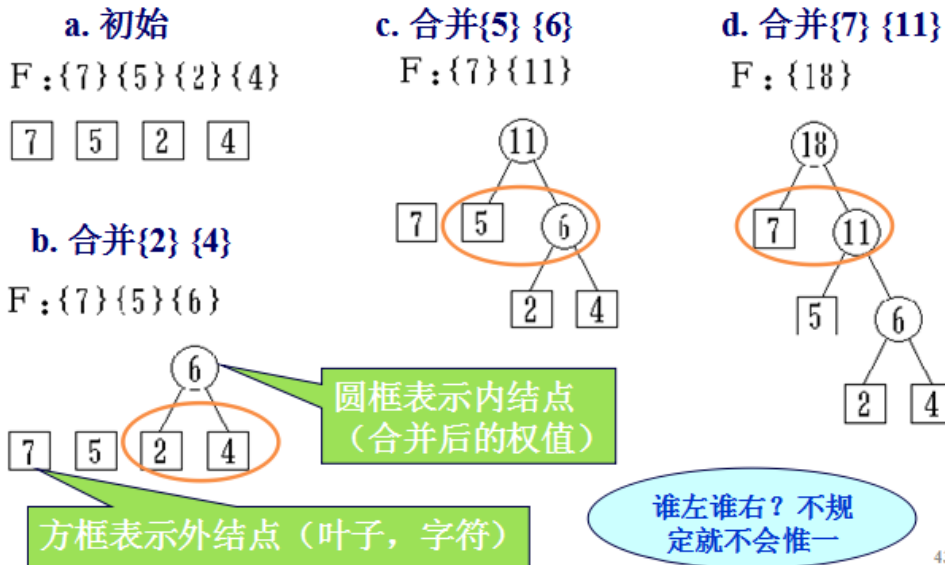 a. 初始
F:{7}{5}{2}{4}
7 5 2 4
b. 合并{2} {4}
F:{7}{5}{6}
6
7 5 2 4
圆框表示内结点
（合并后的权值）
方框表示外结点（叶子，字符）
c. 合并{5} {6}
F:{7}{11}
11
7 5 6
2 4
d. 合并{7} {11}
F:{18}
18
7 11
5 6
2 4
谁左谁右？不规
定就不会惟一